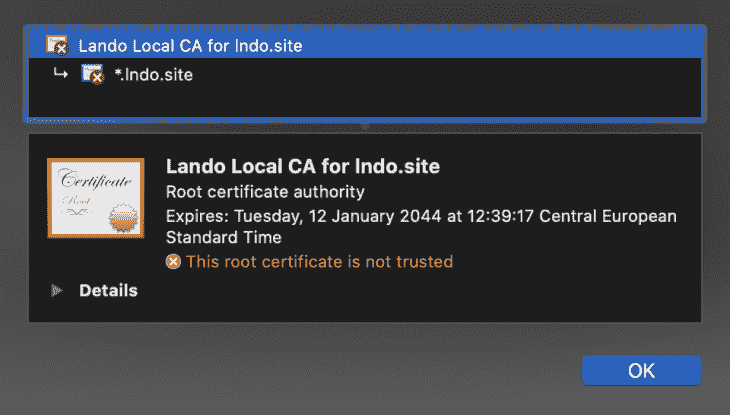 Lando Local CA for lndo.site
*.lndo.site
Lando Local CA for lndo.site
Root certificate authority
Expires: Tuesday, 12 January 2044 at 12:39:17 Central European
Standard Time
This root certificate is not trusted
Details
OK
Certificate
Root